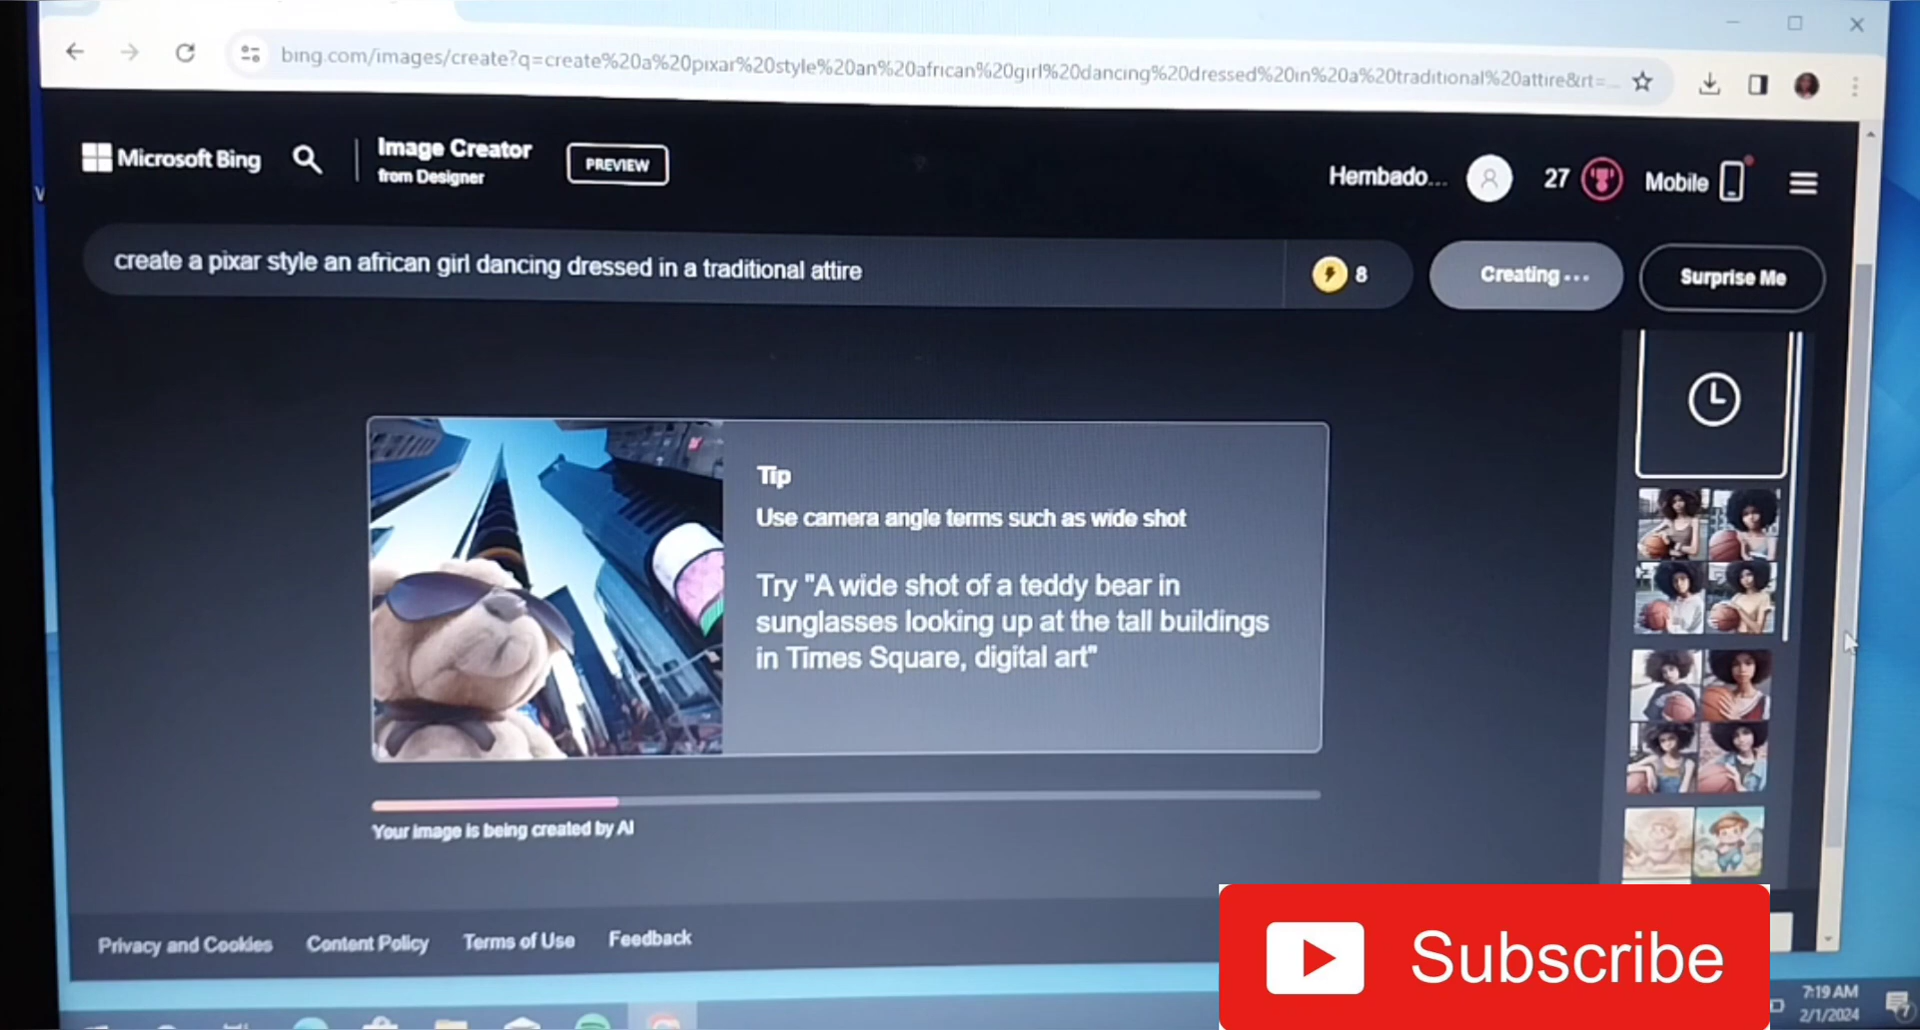 bing.com/images/create?q=create%20a%20pixar%20style%20an%20african%20girl%20dancing%20dressed%20in%20a%20traditional%20attire&rt=...
Microsoft Bing
Image Creator
from Designer
PREVIEW
Hembado...
27
Mobile
create a pixar style an african girl dancing dressed in a traditional attire
8
Creating...
Surprise Me
Tip
Use camera angle terms such as wide shot
Try "A wide shot of a teddy bear in
sunglasses looking up at the tall buildings
in Times Square, digital art"
Your image is being created by AI
Privacy and Cookies
Content Policy
Terms of Use
Feedback
Subscribe
7:19 AM
2/1/2024
7